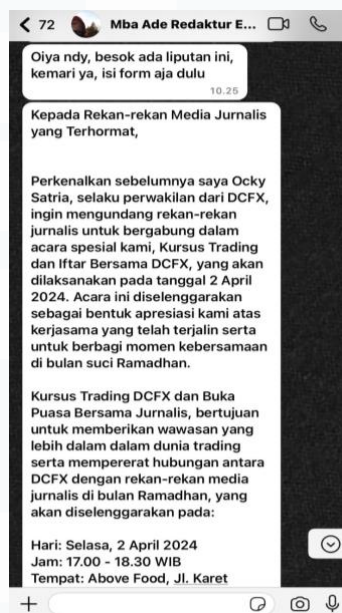 72
Mba Ade Redaktur E...
Oiya ndy, besok ada liputan ini,
kemari ya, isi form aja dulu
10.25
Kepada Rekan-rekan Media Jurnalis
yang Terhormat,
Perkenalkan sebelumnya saya Ocky
Satria, selaku perwakilan dari DCFX,
ingin mengundang rekan-rekan
jurnalis untuk bergabung dalam
acara spesial kami, Kursus Trading
dan Iftar Bersama DCFX, yang akan
dilaksanakan pada tanggal 2 April
2024. Acara ini diselenggarakan
sebagai bentuk apresiasi kami atas
kerjasama yang telah terjalin serta
untuk berbagi momen kebersamaan
di bulan suci Ramadhan.
Kursus Trading DCFX dan Buka
Puasa Bersama Jurnalis, bertujuan
untuk memberikan wawasan yang
lebih dalam dalam dunia trading
serta mempererat hubungan antara
DCFX dengan rekan-rekan media
jurnalis di bulan Ramadhan, yang
akan diselenggarakan pada:
Hari: Selasa, 2 April 2024
Jam: 17.00 - 18.30 WIB
Tempat: Above Food, Jl. Karet